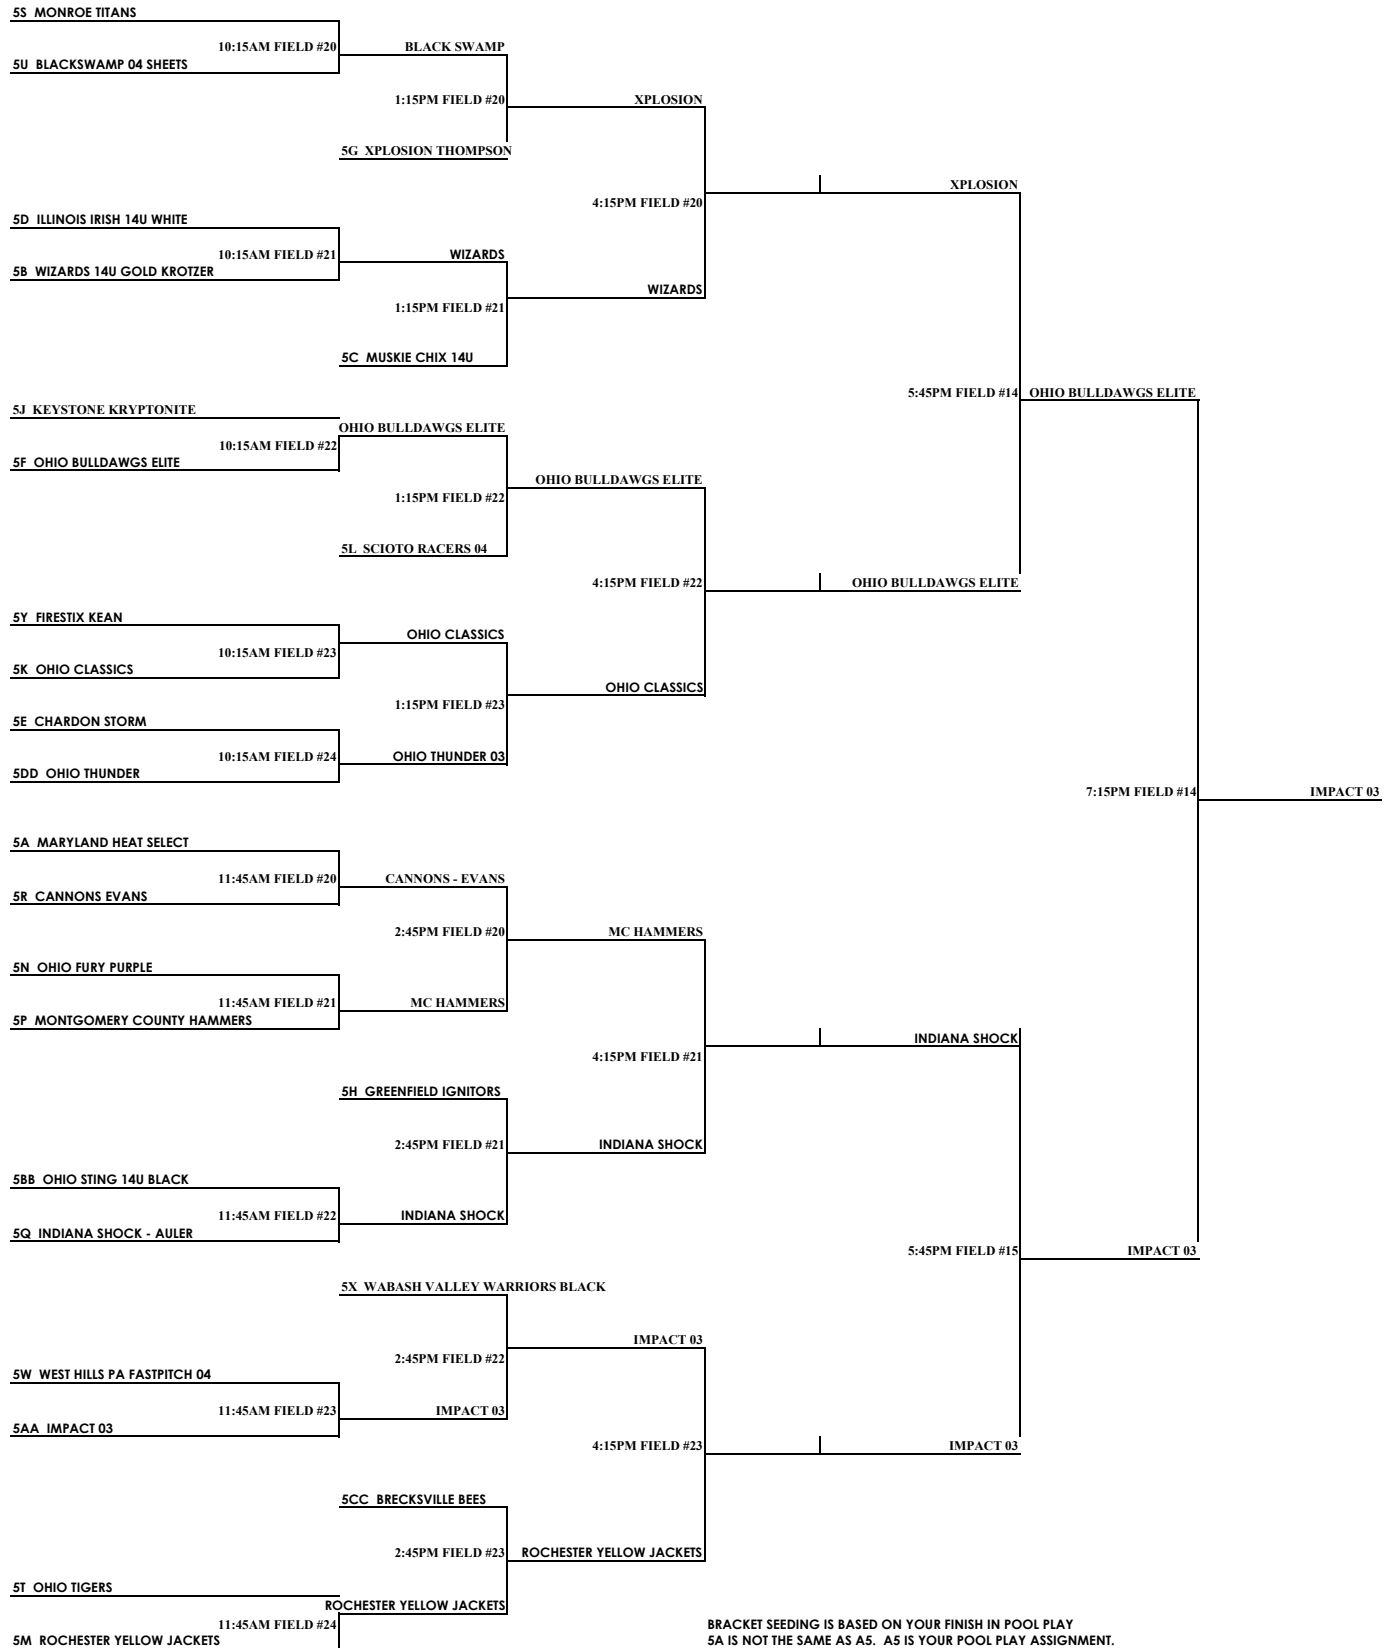 5S  MONROE TITANS
10:15AM FIELD #20
BLACK SWAMP
5U  BLACKSWAMP 04 SHEETS
1:15PM FIELD #20
XPLOSION
5G  XPLOSION THOMPSON
XPLOSION
4:15PM FIELD #20
5D  ILLINOIS IRISH 14U WHITE
10:15AM FIELD #21
WIZARDS
5B  WIZARDS 14U GOLD KROTZER
WIZARDS
1:15PM FIELD #21
5C  MUSKIE CHIX 14U
5:45PM FIELD #14
OHIO BULLDAWGS ELITE
5J  KEYSTONE KRYPTONITE
OHIO BULLDAWGS ELITE
10:15AM FIELD #22
5F  OHIO BULLDAWGS ELITE
OHIO BULLDAWGS ELITE
1:15PM FIELD #22
5L  SCIOTO RACERS 04
4:15PM FIELD #22
OHIO BULLDAWGS ELITE
5Y  FIRESTIX KEAN
OHIO CLASSICS
10:15AM FIELD #23
5K  OHIO CLASSICS
OHIO CLASSICS
1:15PM FIELD #23
5E  CHARDON STORM
10:15AM FIELD #24
OHIO THUNDER 03
5DD  OHIO THUNDER
7:15PM FIELD #14
IMPACT 03
5A  MARYLAND HEAT SELECT
11:45AM FIELD #20
CANNONS - EVANS
5R  CANNONS EVANS
2:45PM FIELD #20
MC HAMMERS
5N  OHIO FURY PURPLE
11:45AM FIELD #21
MC HAMMERS
5P  MONTGOMERY COUNTY HAMMERS
INDIANA SHOCK
4:15PM FIELD #21
5H  GREENFIELD IGNITORS
2:45PM FIELD #21
INDIANA SHOCK
5BB  OHIO STING 14U BLACK
11:45AM FIELD #22
INDIANA SHOCK
5Q  INDIANA SHOCK - AULER
5:45PM FIELD #15
IMPACT 03
5X  WABASH VALLEY WARRIORS BLACK
IMPACT 03
2:45PM FIELD #22
5W  WEST HILLS PA FASTPITCH 04
11:45AM FIELD #23
IMPACT 03
5AA  IMPACT 03
4:15PM FIELD #23
IMPACT 03
5CC  BRECKSVILLE BEES
2:45PM FIELD #23
ROCHESTER YELLOW JACKETS
5T  OHIO TIGERS
ROCHESTER YELLOW JACKETS
11:45AM FIELD #24
5M  ROCHESTER YELLOW JACKETS
BRACKET SEEDING IS BASED ON YOUR FINISH IN POOL PLAY
5A IS NOT THE SAME AS A5.  A5 IS YOUR POOL PLAY ASSIGNMENT.